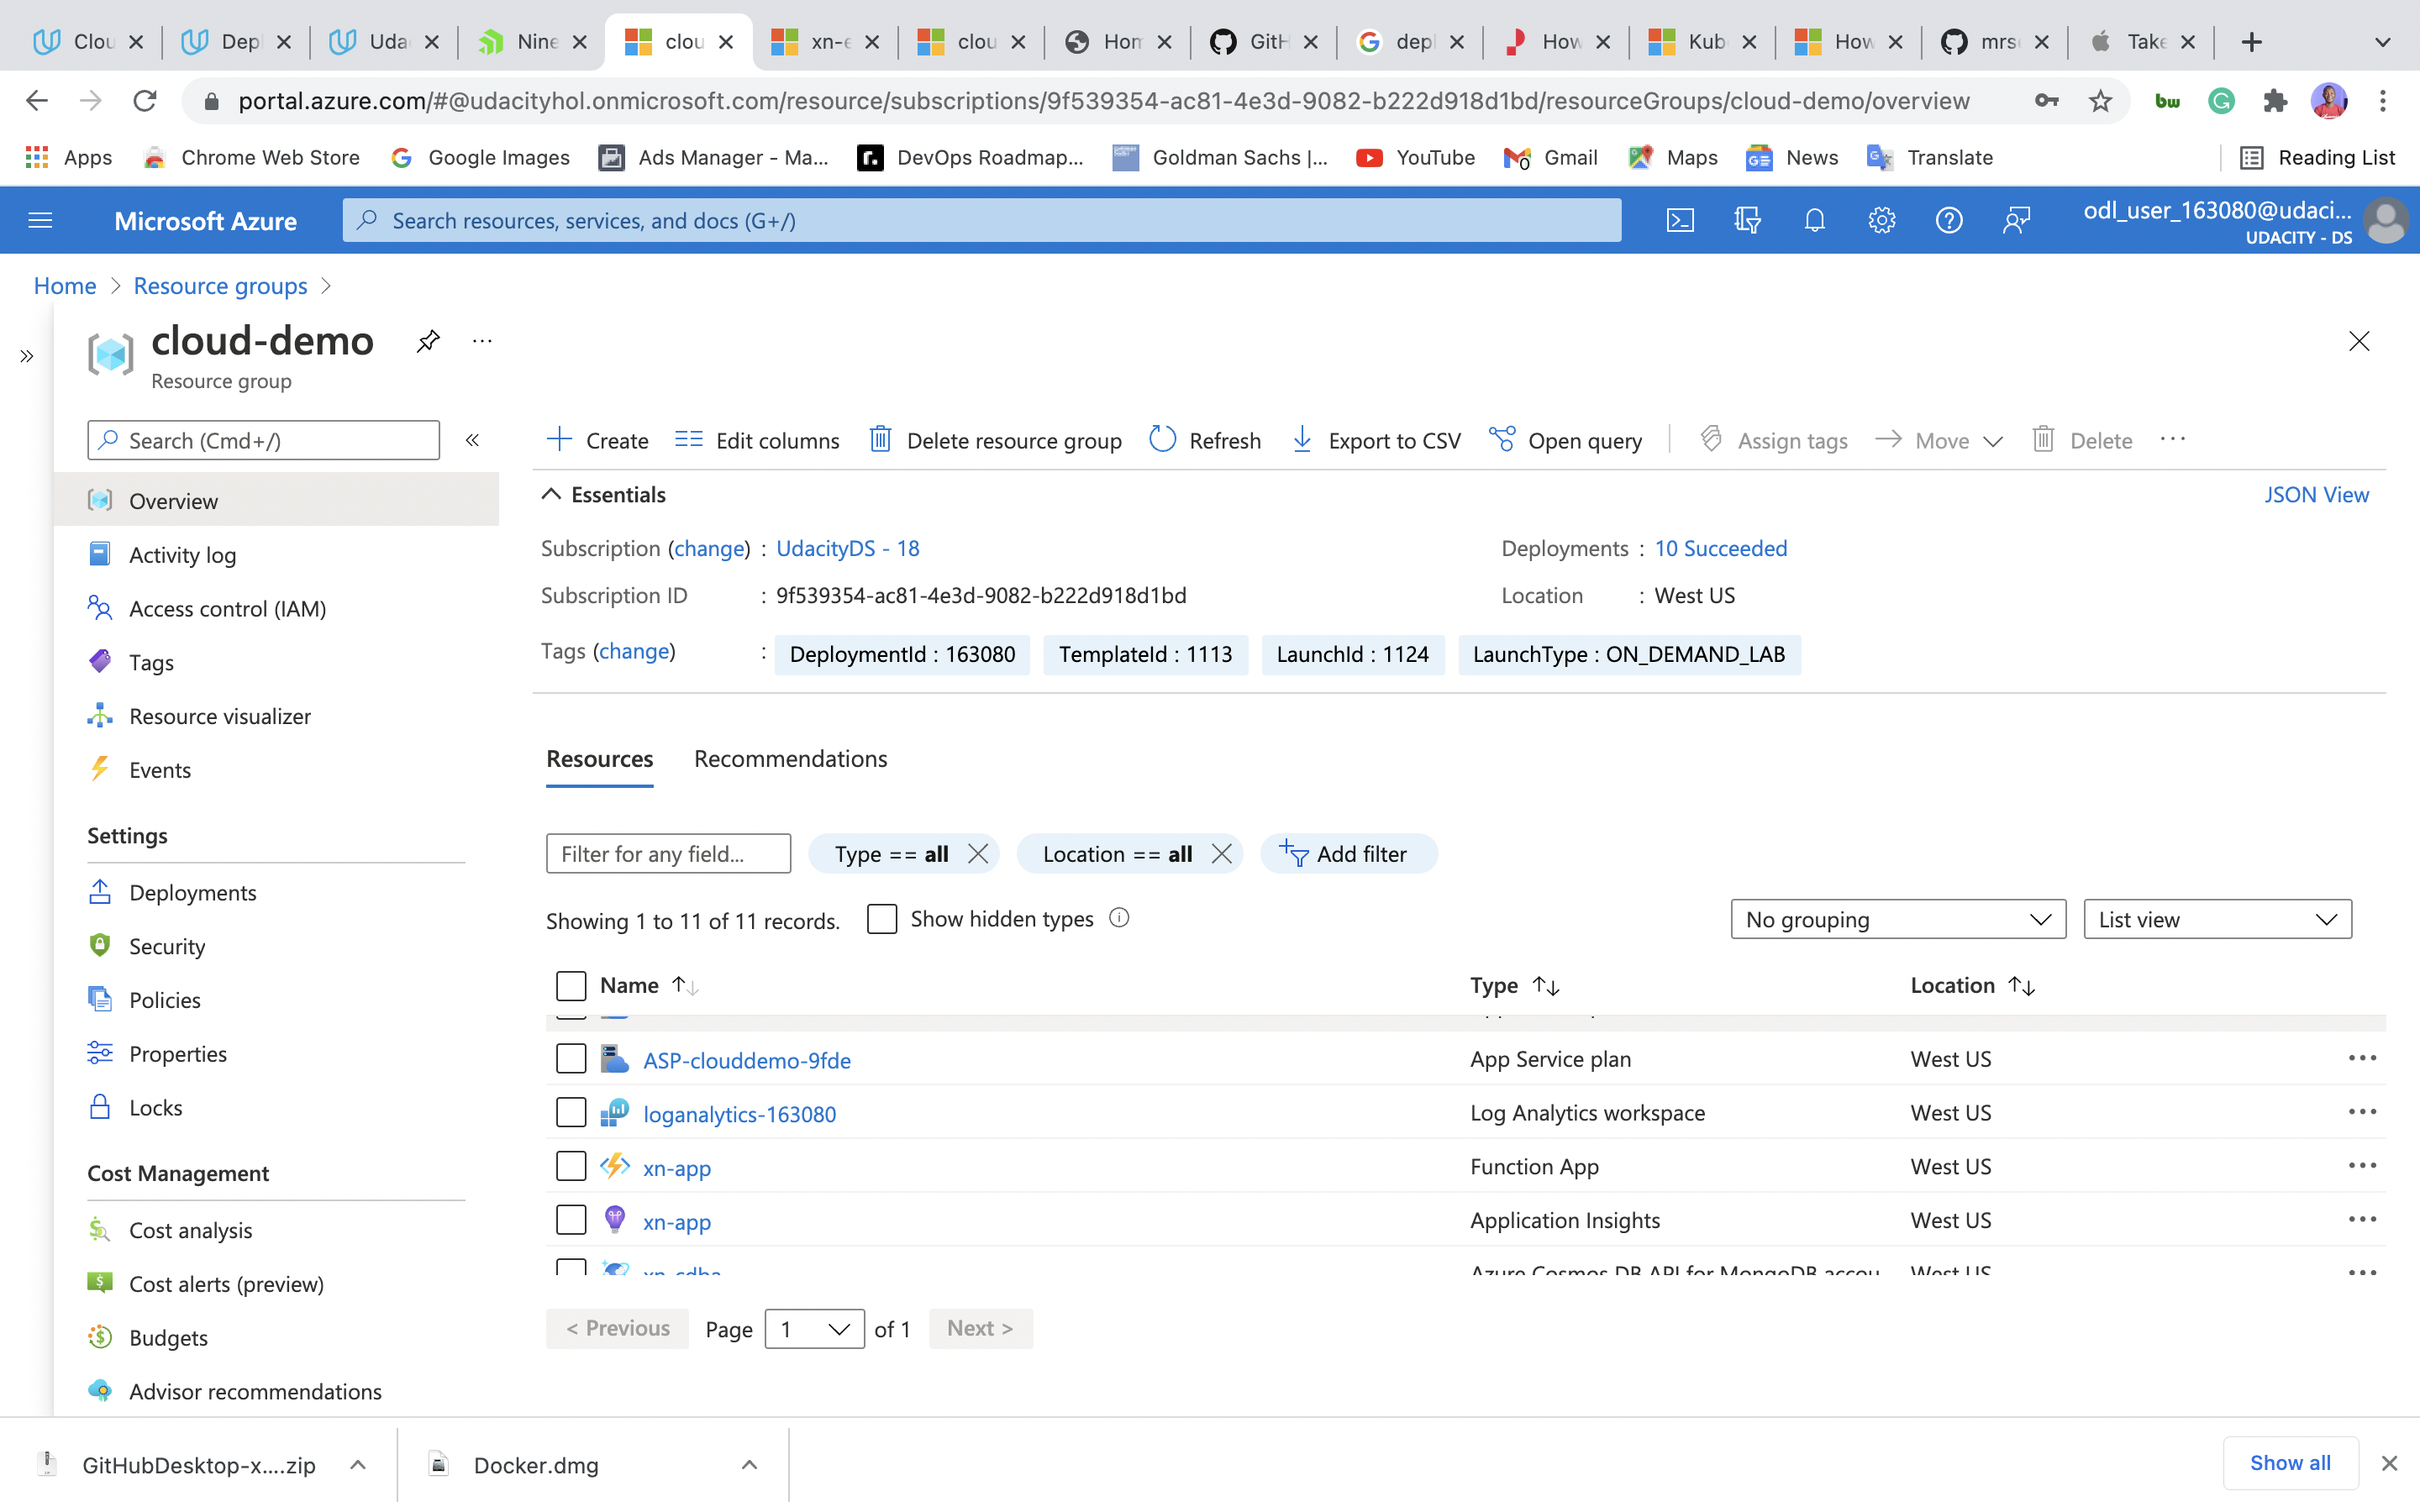 Clou
Depl
Uda
Nine
clou
xn-e
clou
Hom
GitH
depl
How
Kub
How
mrs
Take
portal.azure.com/#@udacityhol.onmicrosoft.com/resource/subscriptions/9f539354-ac81-4e3d-9082-b222d918d1bd/resourceGroups/cloud-demo/overview
Apps
Chrome Web Store
Google Images
Ads Manager - Ma...
DevOps Roadmap...
Goldman Sachs |...
YouTube
Gmail
Maps
News
Translate
Reading List
Microsoft Azure
Search resources, services, and docs (G+/)
odl_user_163080@udaci...
UDACITY - DS
Home > Resource groups >
cloud-demo
Resource group
Search (Cmd+/)
Create
Edit columns
Delete resource group
Refresh
Export to CSV
Open query
Assign tags
Move
Delete
Overview
Activity log
Access control (IAM)
Tags
Resource visualizer
Events
Settings
Deployments
Security
Policies
Properties
Locks
Cost Management
Cost analysis
Cost alerts (preview)
Budgets
Advisor recommendations
Essentials
JSON View
Subscription (change) : UdacityDS - 18
Deployments : 10 Succeeded
Subscription ID : 9f539354-ac81-4e3d-9082-b222d918d1bd
Location : West US
Tags (change) : DeploymentId : 163080 TemplateId : 1113 LaunchId : 1124 LaunchType : ON_DEMAND_LAB
Resources
Recommendations
Filter for any field...
Type == all
Location == all
Add filter
Showing 1 to 11 of 11 records.
Show hidden types
No grouping
List view
Name Type Location
ASP-clouddemo-9fde App Service plan West US
loganalytics-163080 Log Analytics workspace West US
xn-app Function App West US
xn-app Application Insights West US
xn-cdba Azure Cosmos DB API for MongoDB accou West US
< Previous
Page 1 of 1
Next >
GitHubDesktop-x....zip
Docker.dmg
Show all